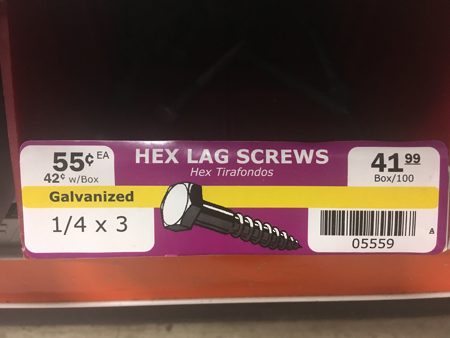 55¢ EA
42¢ w/Box
HEX LAG SCREWS
Hex Tirafondos
41.99
Box/100
Galvanized
1/4 x 3
05559
A